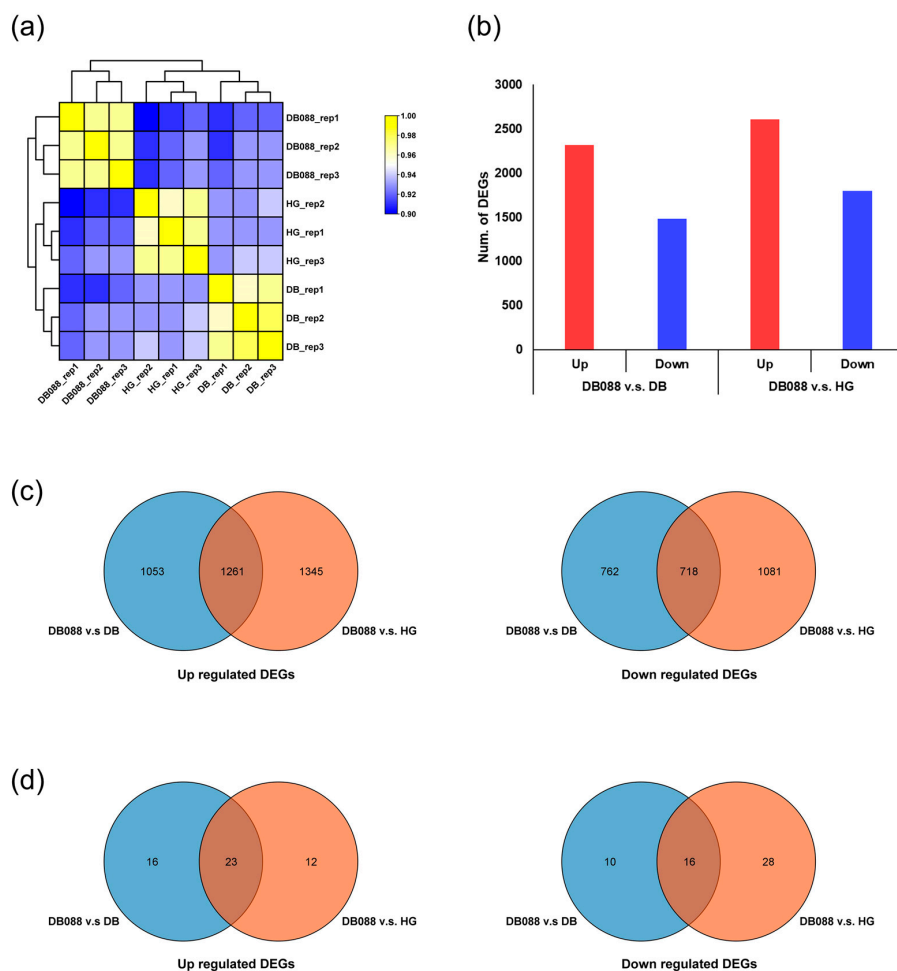 (a)
DB088_rep1
DB088_rep2
DB088_rep3
HG_rep2
HG_rep1
HG_rep3
DB_rep1
DB_rep2
DB_rep3
DB088_rep1
DB088_rep2
DB088_rep3
HG_rep2
HG_rep1
HG_rep3
DB_rep1
DB_rep2
DB_rep3
1.00
0.98
0.96
0.94
0.92
0.90
(b)
Num. of DEGs
3000
2500
2000
1500
1000
500
0
Up
Down
Up
Down
DB088 v.s. DB
DB088 v.s. HG
(c)
1053
1261
1345
DB088 v.s DB
DB088 v.s. HG
Up regulated DEGs
762
718
1081
DB088 v.s DB
DB088 v.s. HG
Down regulated DEGs
(d)
16
23
12
DB088 v.s DB
DB088 v.s. HG
Up regulated DEGs
10
16
28
DB088 v.s DB
DB088 v.s. HG
Down regulated DEGs